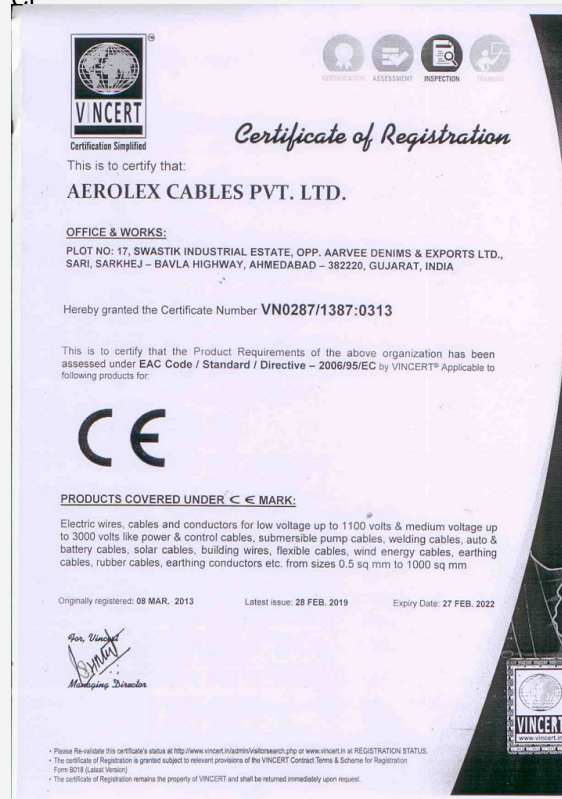 VINCERT
TM
Certification Simplified
CERTIFICATION ASSESSMENT INSPECTION TRAINING
Certificate of Registration
This is to certify that:
AEROLEX CABLES PVT. LTD.
OFFICE & WORKS:
PLOT NO: 17, SWASTIK INDUSTRIAL ESTATE, OPP. AARVEE DENIMS & EXPORTS LTD.,
SARI, SARKHEJ – BAVLA HIGHWAY, AHMEDABAD – 382220, GUJARAT, INDIA
Hereby granted the Certificate Number VN0287/1387:0313
This is to certify that the Product Requirements of the above organization has been
assessed under EAC Code / Standard / Directive – 2006/95/EC by VINCERT® Applicable to
following products for:
CE
PRODUCTS COVERED UNDER C E MARK:
Electric wires, cables and conductors for low voltage up to 1100 volts & medium voltage up
to 3000 volts like power & control cables, submersible pump cables, welding cables, auto &
battery cables, solar cables, building wires, flexible cables, wind energy cables, earthing
cables, rubber cables, earthing conductors etc. from sizes 0.5 sq mm to 1000 sq mm
Originally registered: 08 MAR. 2013 Latest issue: 28 FEB. 2019 Expiry Date: 27 FEB. 2022
For, Vincert
Managing Director
VINCERT
www.vincert.in
• Please Re-validate this certificate's status at http://www.vincert.in/admin/visitorsearch.php or www.vincert.in at REGISTRATION STATUS.
• The certificate of Registration is granted subject to relevant provisions of the VINCERT Contract Terms & Scheme for Registration
Form B018 (Latest Version)
• The certificate of Registration remains the property of VINCERT and shall be returned immediately upon request.